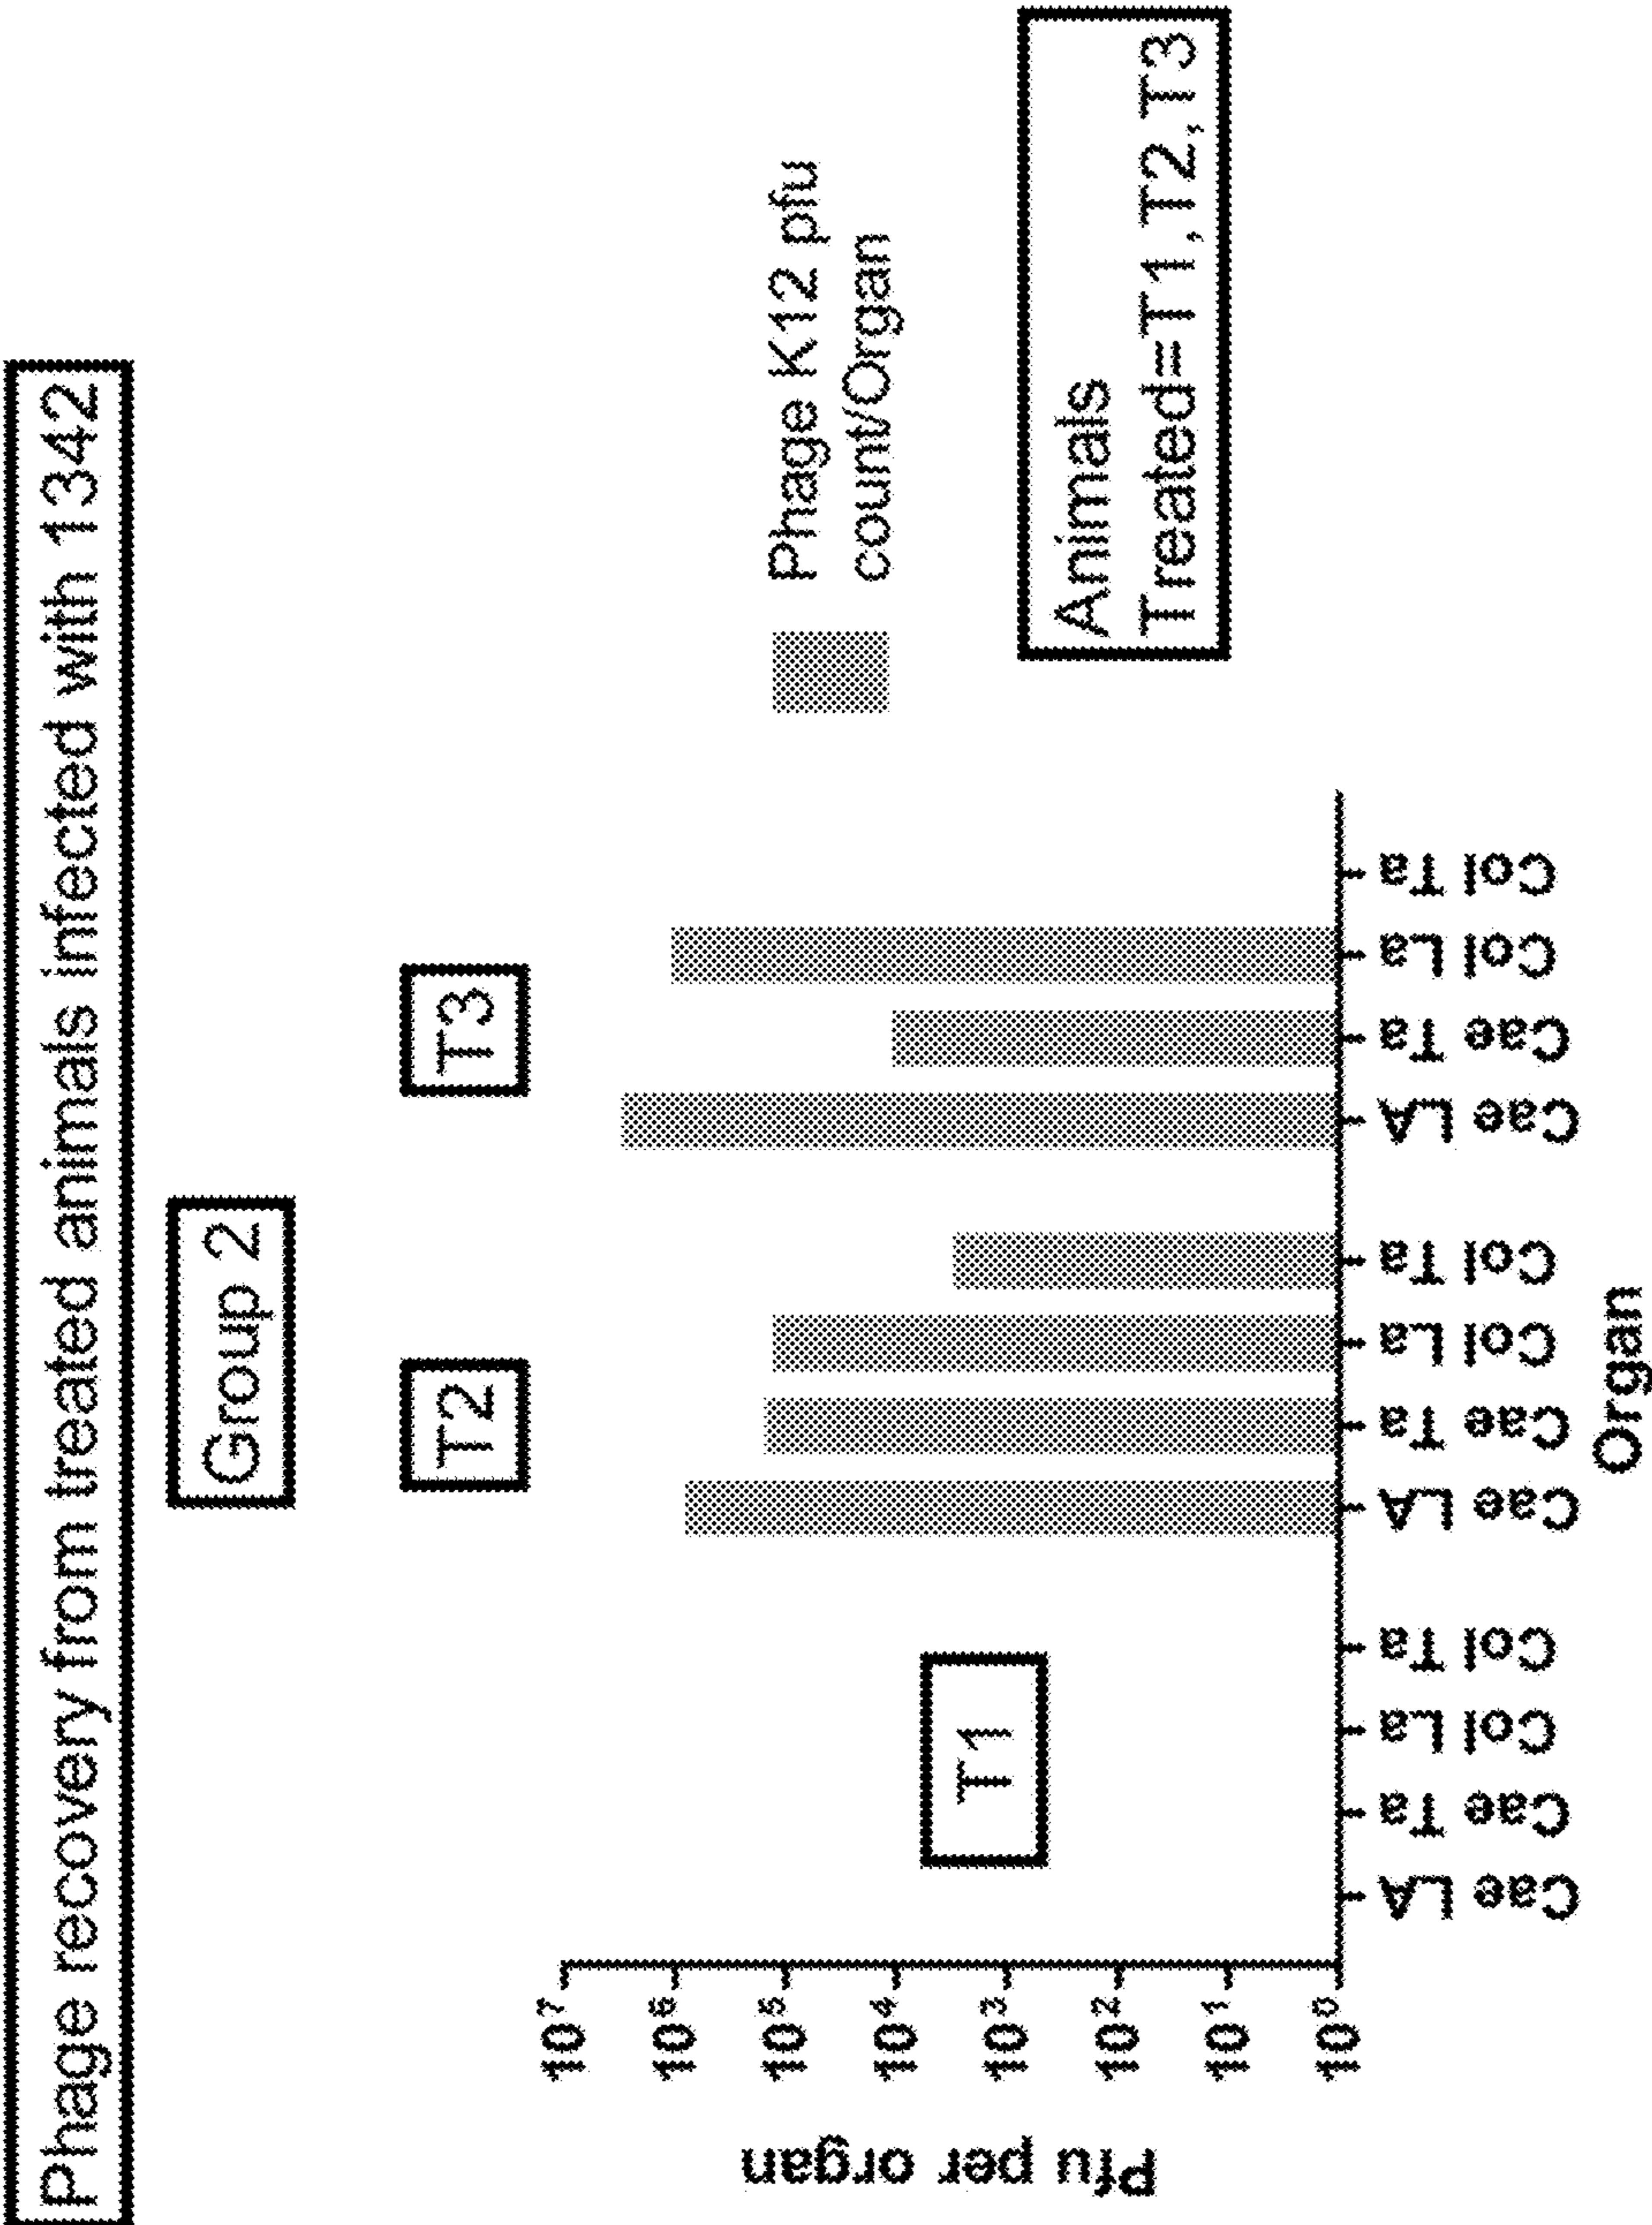 Phage recovery from treated animals infected with 1342
Group 2
T2
T3
T1
Phage K12 pfu
count/Organ
Animals
Treated=T1,T2,T3
Pfu per organ
10⁷
10⁶
10⁵
10⁴
10³
10²
10¹
10⁰
Cae LA
Cae Ta
Col La
Col Ta
Cae LA
Cae Ta
Col La
Col Ta
Cae LA
Cae Ta
Col La
Col Ta
Organ